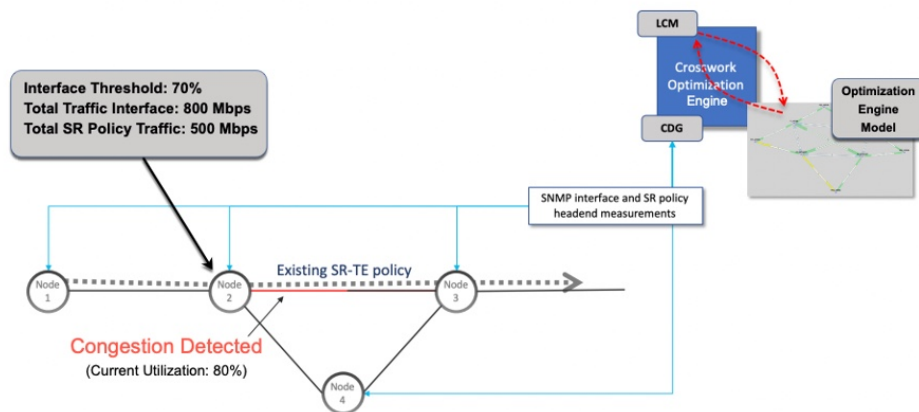 LCM
Crosswork
Optimization
Engine
CDG
Optimization
Engine
Model
Interface Threshold: 70%
Total Traffic Interface: 800 Mbps
Total SR Policy Traffic: 500 Mbps
SNMP interface and SR policy
headend measurements
Existing SR-TE policy
Node
1
Node
2
Node
3
Congestion Detected
(Current Utilization: 80%)
Node
4